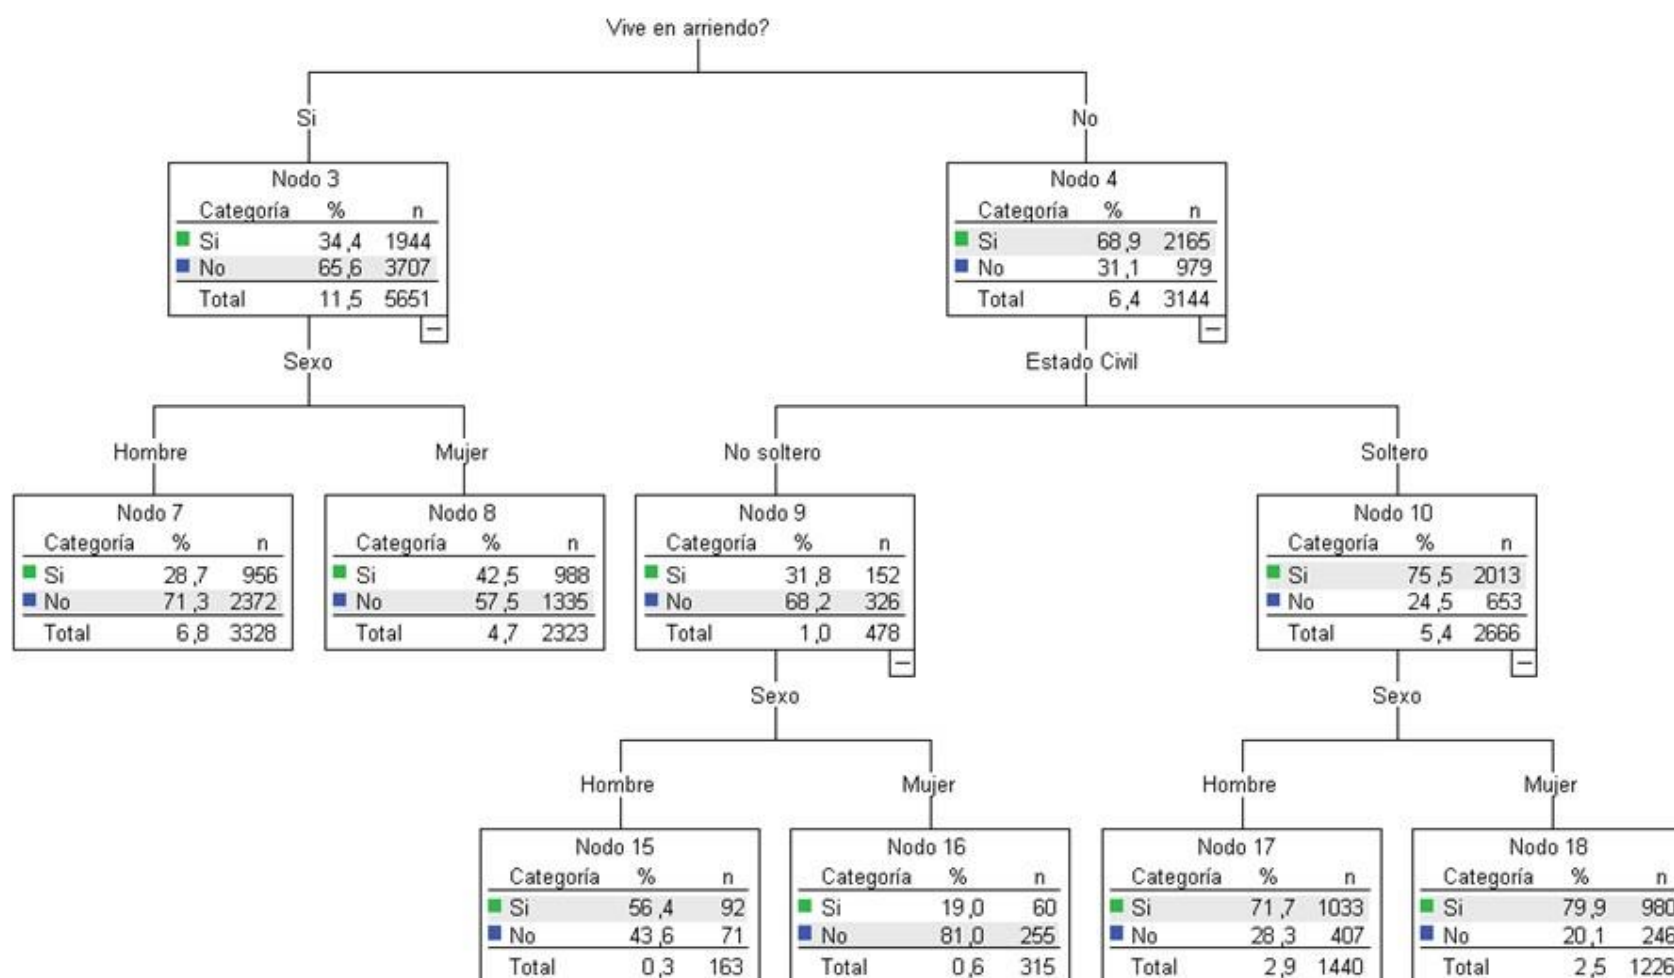 Vive en arriendo?
Si
No
Nodo 3
Categoría % n
Si 34,4 1944
No 65,6 3707
Total 11,5 5651
Nodo 4
Categoría % n
Si 68,9 2165
No 31,1 979
Total 6,4 3144
Sexo
Estado Civil
Hombre
Mujer
No soltero
Soltero
Nodo 7
Categoría % n
Si 28,7 956
No 71,3 2372
Total 6,8 3328
Nodo 8
Categoría % n
Si 42,5 988
No 57,5 1335
Total 4,7 2323
Nodo 9
Categoría % n
Si 31,8 152
No 68,2 326
Total 1,0 478
Nodo 10
Categoría % n
Si 75,5 2013
No 24,5 653
Total 5,4 2666
Sexo
Sexo
Hombre
Mujer
Hombre
Mujer
Nodo 15
Categoría % n
Si 56,4 92
No 43,6 71
Total 0,3 163
Nodo 16
Categoría % n
Si 19,0 60
No 81,0 255
Total 0,6 315
Nodo 17
Categoría % n
Si 71,7 1033
No 28,3 407
Total 2,9 1440
Nodo 18
Categoría % n
Si 79,9 980
No 20,1 246
Total 2,5 1226